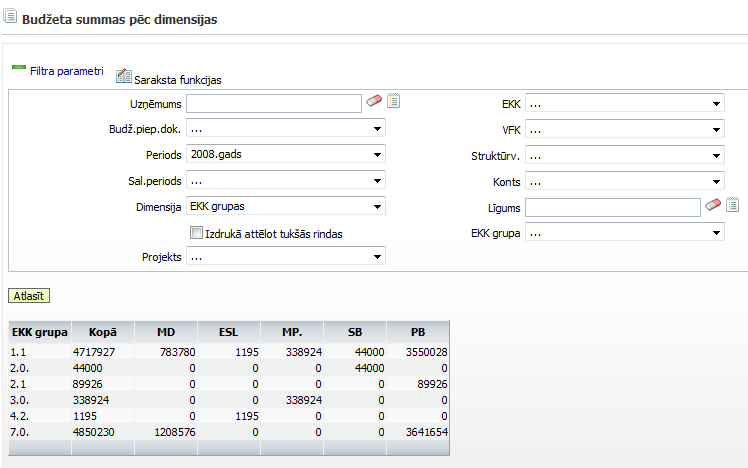 Budžeta summas pēc dimensijas
Filtra parametri Saraksta funkcijas
Uzņēmums EKK ...
Budž.piep.dok. ... VFK ...
Periods 2008.gads Struktūrv. ...
Sal.periods ... Konts ...
Dimensija EKK grupas Līgums
Izdrukā attēlot tukšās rindas EKK grupa ...
Projekts ...
Atlasīt
EKK grupa Kopā MD ESL MP. SB PB
1.1 4717927 783780 1195 338924 44000 3550028
2.0. 44000 0 0 0 44000 0
2.1 89926 0 0 0 0 89926
3.0. 338924 0 0 338924 0 0
4.2. 1195 0 1195 0 0 0
7.0. 4850230 1208576 0 0 0 3641654